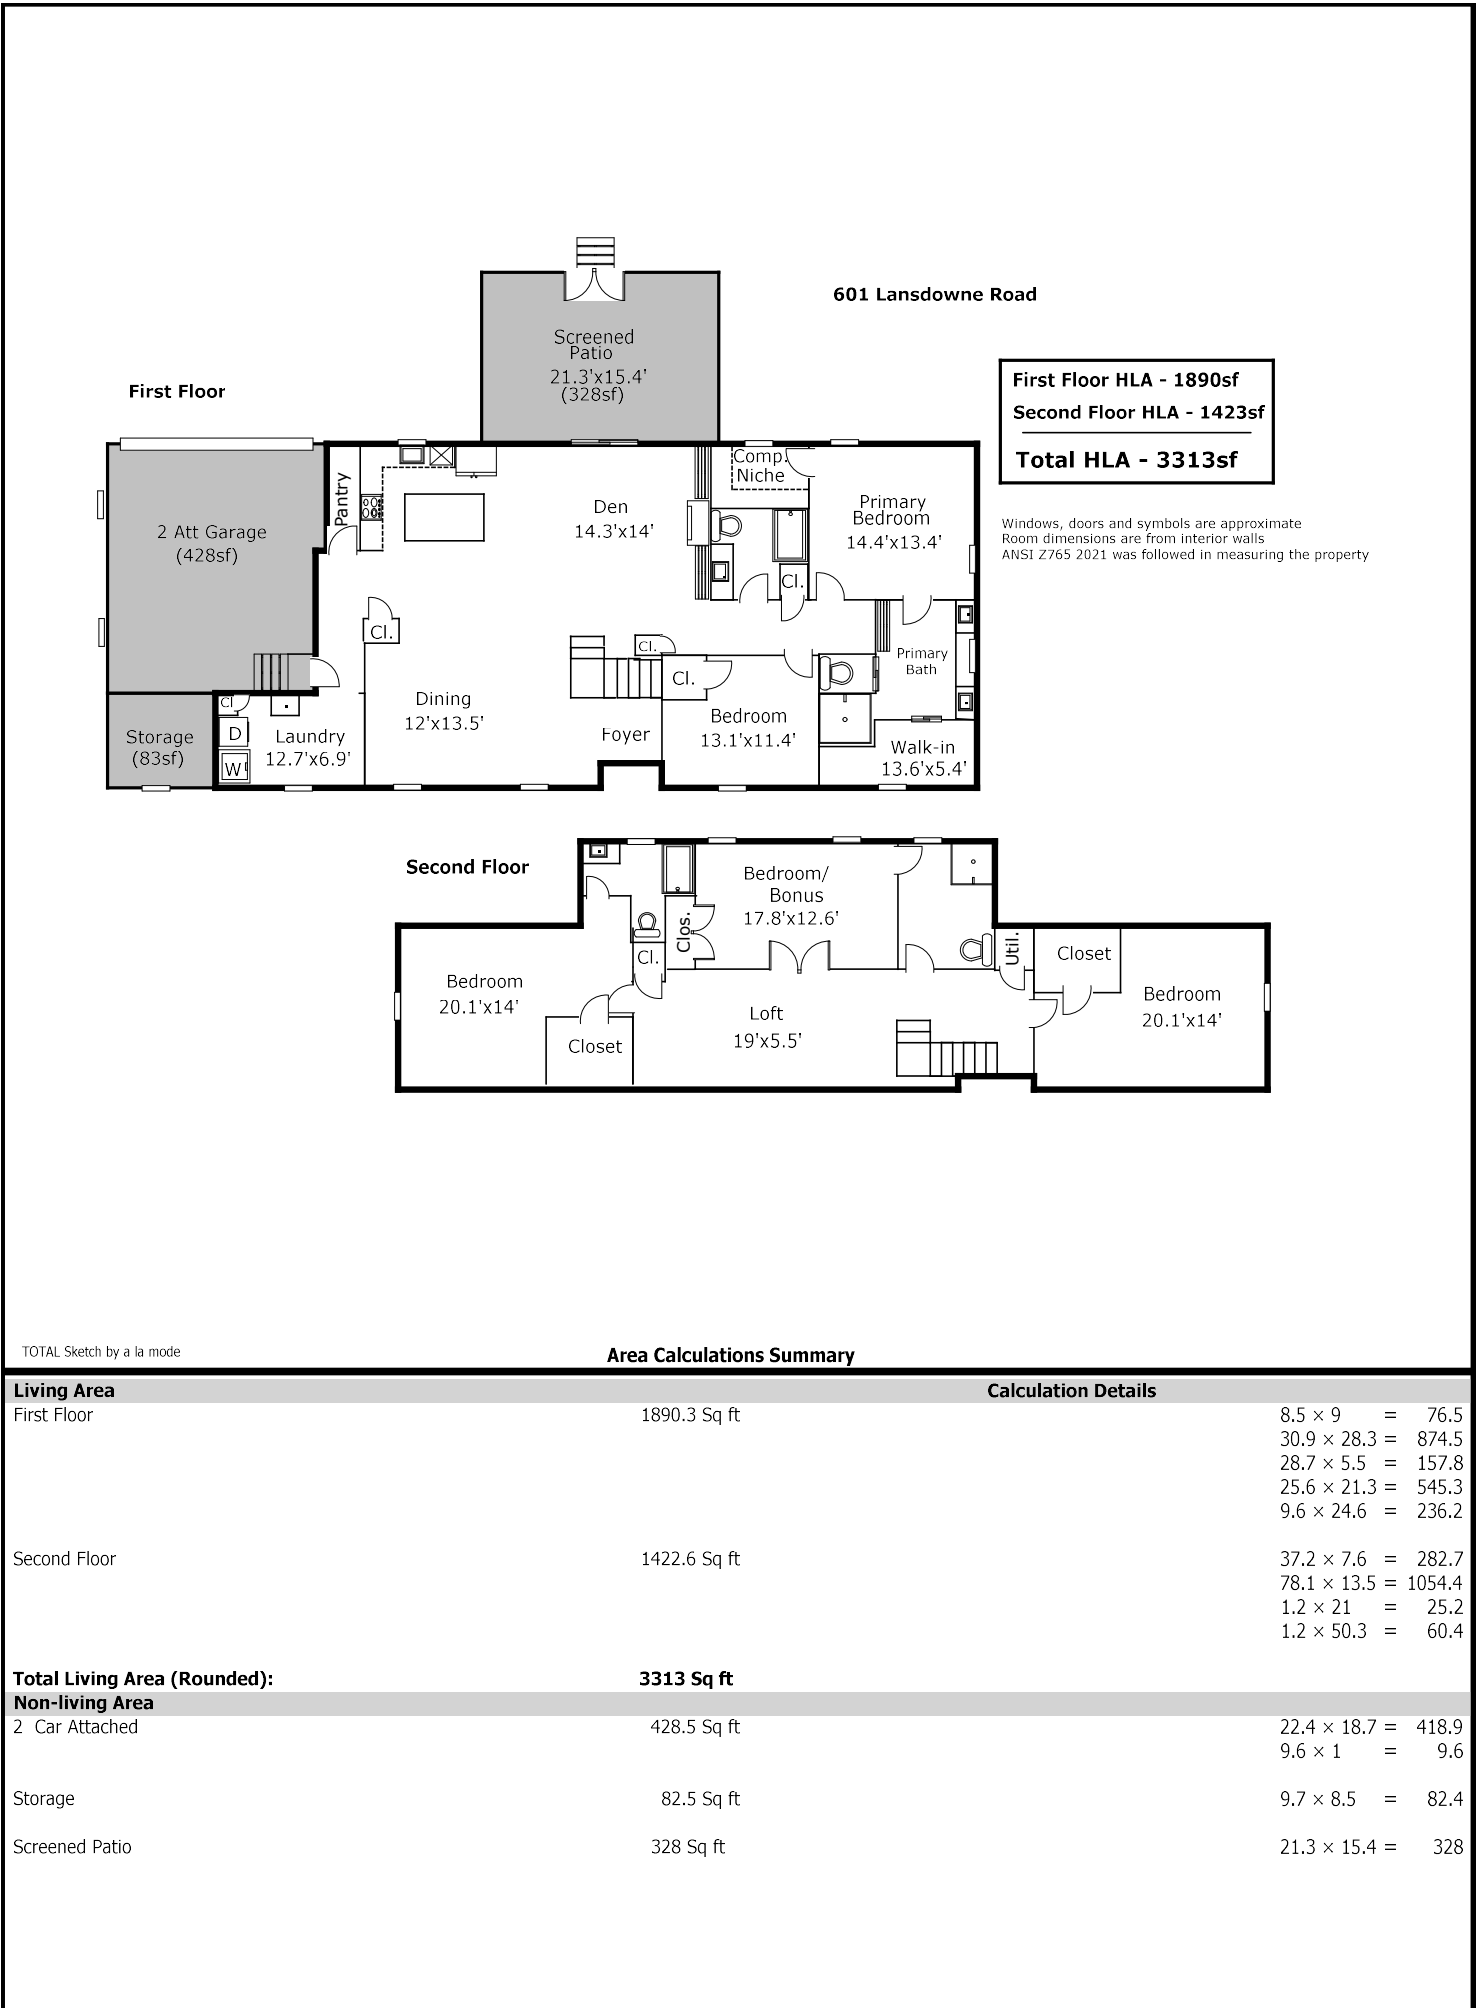 601 Lansdowne Road
First Floor HLA - 1890sf
Second Floor HLA - 1423sf
Total HLA - 3313sf
Windows, doors and symbols are approximate
Room dimensions are from interior walls
ANSI Z765 2021 was followed in measuring the property
First Floor
Screened
Patio
21.3'x15.4'
(328sf)
2 Att Garage
(428sf)
Pantry
Den
14.3'x14'
Comp.
Niche
Primary
Bedroom
14.4'x13.4'
Cl.
Cl.
Cl.
Cl.
Primary
Bath
Cl
D
W
Storage
(83sf)
Laundry
12.7'x6.9'
Dining
12'x13.5'
Foyer
Bedroom
13.1'x11.4'
Walk-in
13.6'x5.4'
Second Floor
Bedroom/
Bonus
17.8'x12.6'
Clos.
Cl.
Util.
Closet
Bedroom
20.1'x14'
Closet
Loft
19'x5.5'
Bedroom
20.1'x14'
TOTAL Sketch by a la mode
Area Calculations Summary
Living Area Calculation Details
First Floor 1890.3 Sq ft 8.5 × 9 = 76.5
30.9 × 28.3 = 874.5
28.7 × 5.5 = 157.8
25.6 × 21.3 = 545.3
9.6 × 24.6 = 236.2
Second Floor 1422.6 Sq ft 37.2 × 7.6 = 282.7
78.1 × 13.5 = 1054.4
1.2 × 21 = 25.2
1.2 × 50.3 = 60.4
Total Living Area (Rounded): 3313 Sq ft
Non-living Area
2 Car Attached 428.5 Sq ft 22.4 × 18.7 = 418.9
9.6 × 1 = 9.6
Storage 82.5 Sq ft 9.7 × 8.5 = 82.4
Screened Patio 328 Sq ft 21.3 × 15.4 = 328